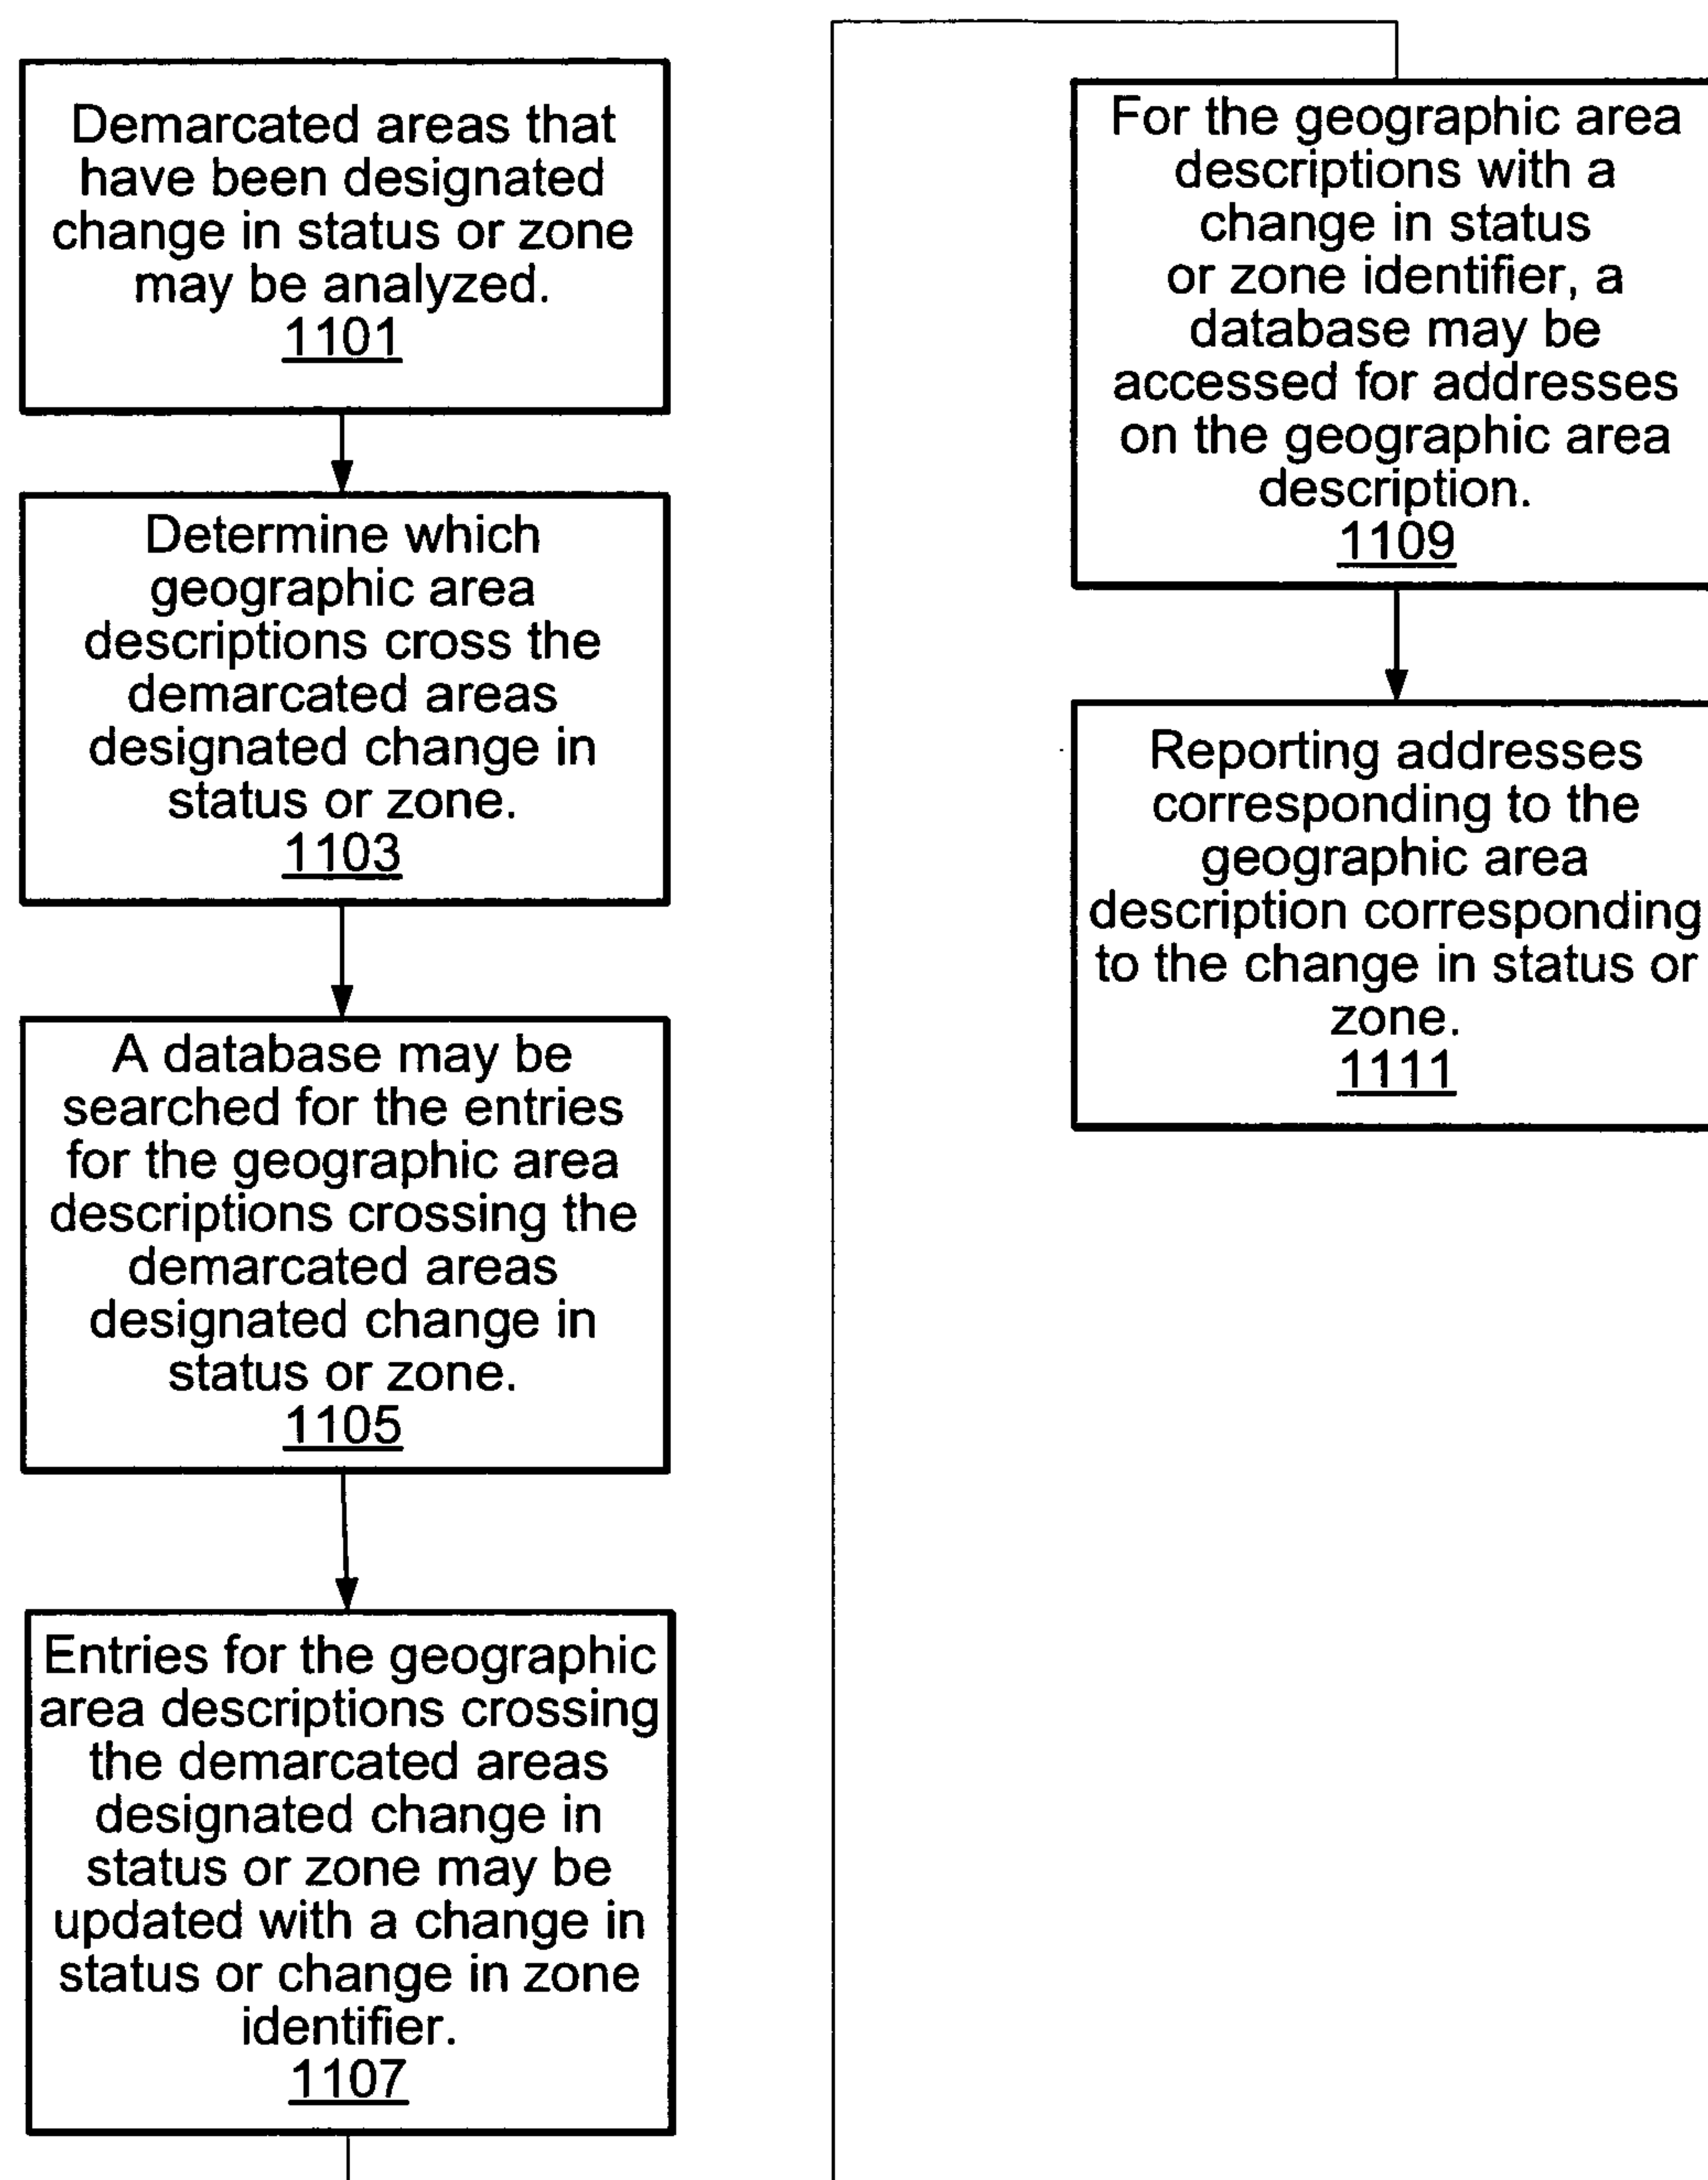 Demarcated areas that
have been designated
change in status or zone
may be analyzed.
1101
Determine which
geographic area
descriptions cross the
demarcated areas
designated change in
status or zone.
1103
A database may be
searched for the entries
for the geographic area
descriptions crossing the
demarcated areas
designated change in
status or zone.
1105
Entries for the geographic
area descriptions crossing
the demarcated areas
designated change in
status or zone may be
updated with a change in
status or change in zone
identifier.
1107
For the geographic area
descriptions with a
change in status
or zone identifier, a
database may be
accessed for addresses
on the geographic area
description.
1109
Reporting addresses
corresponding to the
geographic area
description corresponding
to the change in status or
zone.
1111